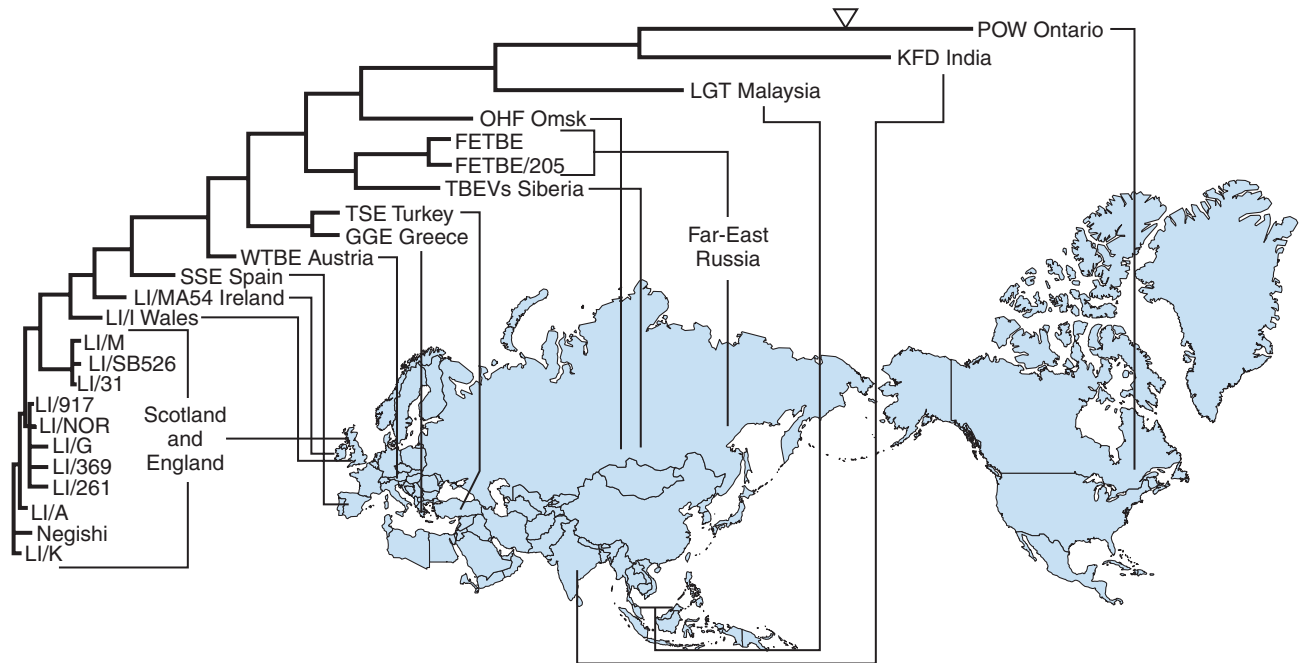 POW Ontario
KFD India
LGT Malaysia
OHF Omsk
FETBE
FETBE/205
TBEVs Siberia
TSE Turkey
GGE Greece
WTBE Austria
SSE Spain
LI/MA54 Ireland
LI/I Wales
LI/M
LI/SB526
LI/31
LI/917
LI/NOR
LI/G
LI/369
LI/261
LI/A
Negishi
LI/K
Scotland
and
England
Far-East
Russia